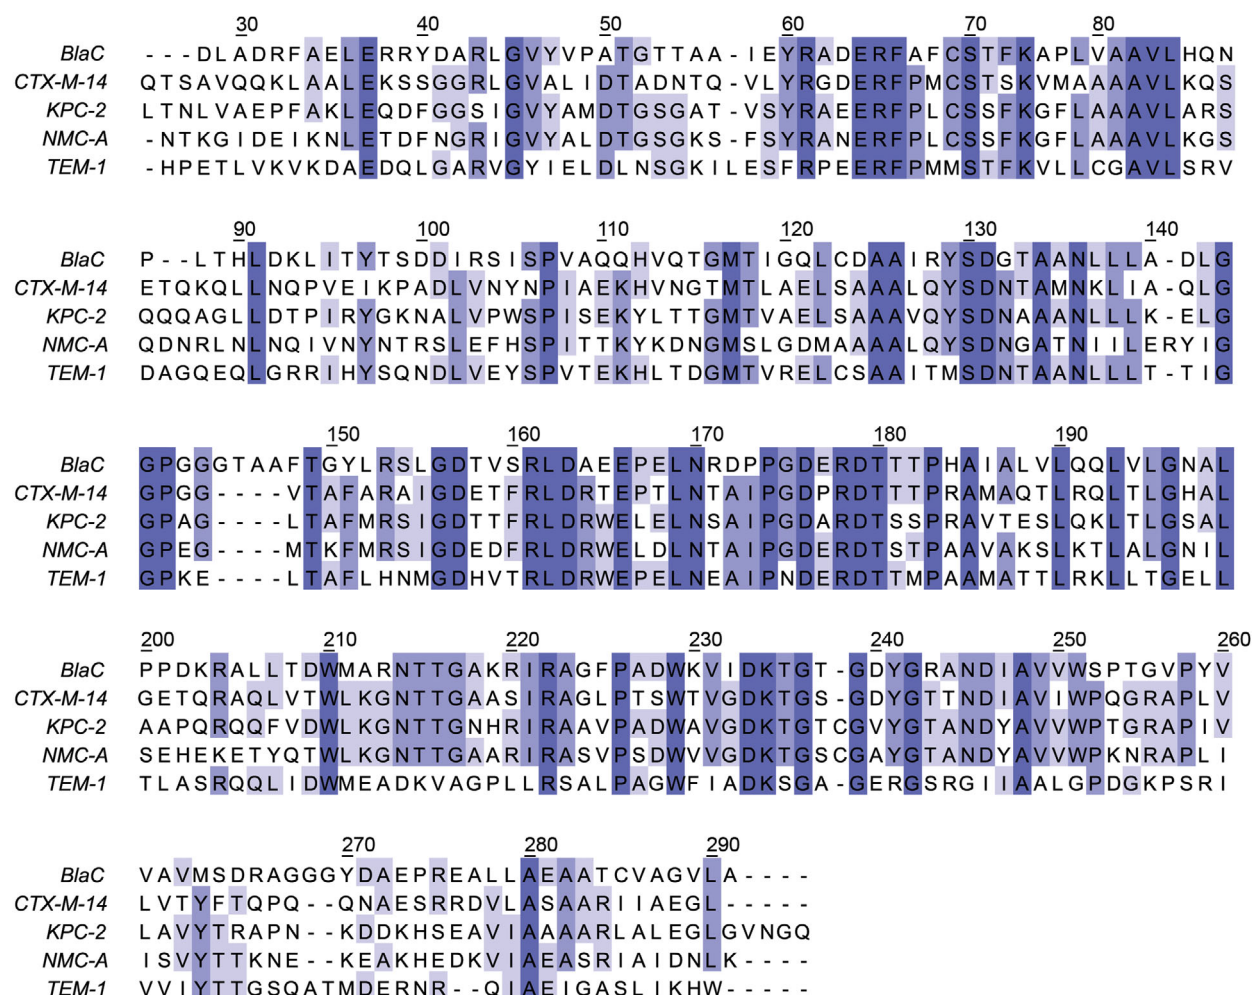 30 40 50 60 70 80
BlaC ---DLADRFAELERRYDARLGVYVPATGTTAA-IEYRADERFAFCSTFKAPLVAAVLHQN
CTX-M-14 QTSAVQQKLAALEKSSGGRLGVALIDTADNTQ-VLYRGDERFPMCSTSKVMAAAAVLKQS
KPC-2 LTNLVAEPFAKLEQDFGGSIGVYAMDTGSGAT-VSYRAEERFPLCSSFKGFLAAAVLARS
NMC-A -NTKGIDEIKNLETDFNGRIGVYALDTGSGKS-FSYRANERFPLCSSFKGFLAAAVLKGS
TEM-1 -HPETLVKVKDAEDQLGARVGYIELDLNSGKILESFRPEERFPMMSTFKVLLCGAVLSRV
90 100 110 120 130 140
BlaC P--LTHLDKLITYTSDDIRSISPVAQQHVQTGMTIGQLCDAAIRYSDGTAANLLLA-DLG
CTX-M-14 ETQKQLLNQPVEIKPADLVNYNPIAEKHVNGTMTLAELSAAALQYSDNTAMNKLIA-QLG
KPC-2 QQQAGLLDTPIRYGKNALVPWSPISEKYLTTGMTVAELSAAAVQYSDNAAANLLLK-ELG
NMC-A QDNRLNLNQIVNYNTRSLEFHSPITTKYKDNGMSLGDMAAAALQYSDNGATNIILERYIG
TEM-1 DAGQEQLGRRIHYSQNDLVEYSPVTEKHLTDGMTVRELCSAAITMSDNTAANLLLT-TIG
150 160 170 180 190
BlaC GPGGGTAAFTGYLRSLGDTVSRLDAEEPELNRDPPGDERDTTTPHAIALVLQQLVLGNAL
CTX-M-14 GPGG----VTAFARAIGDETFRLDRTEPTLNTAIPGDPRDTTTPRAMAQTLRQLTLGHAL
KPC-2 GPAG----LTAFMRSIGDTTFRLDRWELELNSAIPGDARDTSSPRAVTESLQKLTLGSAL
NMC-A GPEG----MTKFMRSIGDEDFRLDRWELDLNTAIPGDERDTSTPAAVAKSLKTLALGNIL
TEM-1 GPKE----LTAFLHNMGDHVTRLDRWEPELNEAIPNDERDTTMPAAMATTLRKLLTGELL
200 210 220 230 240 250 260
BlaC PPDKRALLTDWMARNTTGAKRIRAGFPADWKVIDKTGT-GDYGRANDIAVVWSPTGVPYV
CTX-M-14 GETQRAQLVTWLKGNTTGAASIRAGLPTSWTVGDKTGS-GDYGTTNDIAVIWPQGRAPLV
KPC-2 AAPQRQQFVDWLKGNTTGNHRIRAAVPADWAVGDKTGTCGVYGTANDYAVVWPTGRAPIV
NMC-A SEHEKETYQTWLKGNTTGAARIRASVPSDWVVGDKTGSCGAYGTANDYAVVWPKNRAPLI
TEM-1 TLASRQQLIDWMEADKVAGPLLRSALPAGWFIADKSGA-GERGSRGIIAALGPDGKPSRI
270 280 290
BlaC VAVMSDRAGGGYDAEPREALLAEAATCVAGVLA----
CTX-M-14 LVTYFTQPQ--QNAESRRDVLASAARIIAEGL-----
KPC-2 LAVYTRAPN--KDDKHSEAVIAAAARLALEGLGVNGQ
NMC-A ISVYTTKNE--KEAKHEDKVIAEASRIAIDNLK----
TEM-1 VVIYTTGSQATMDERNR--QIAEIGASLIKHW-----